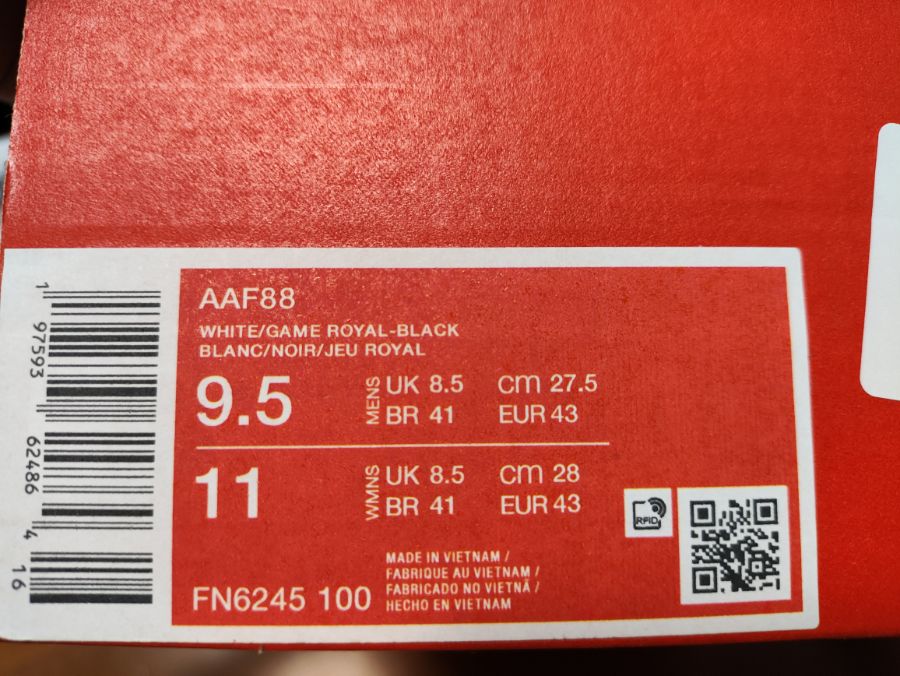 AAF88
WHITE/GAME ROYAL-BLACK
BLANC/NOIR/JEU ROYAL
9.5 MENS UK 8.5 CM 27.5
BR 41 EUR 43
11 WMNS UK 8.5 CM 28
BR 41 EUR 43
RFID
MADE IN VIETNAM /
FABRIQUE AU VIETNAM /
FABRICADO NO VIETNÃ /
HECHO EN VIETNAM
FN6245 100
1 97593 62486 4 16